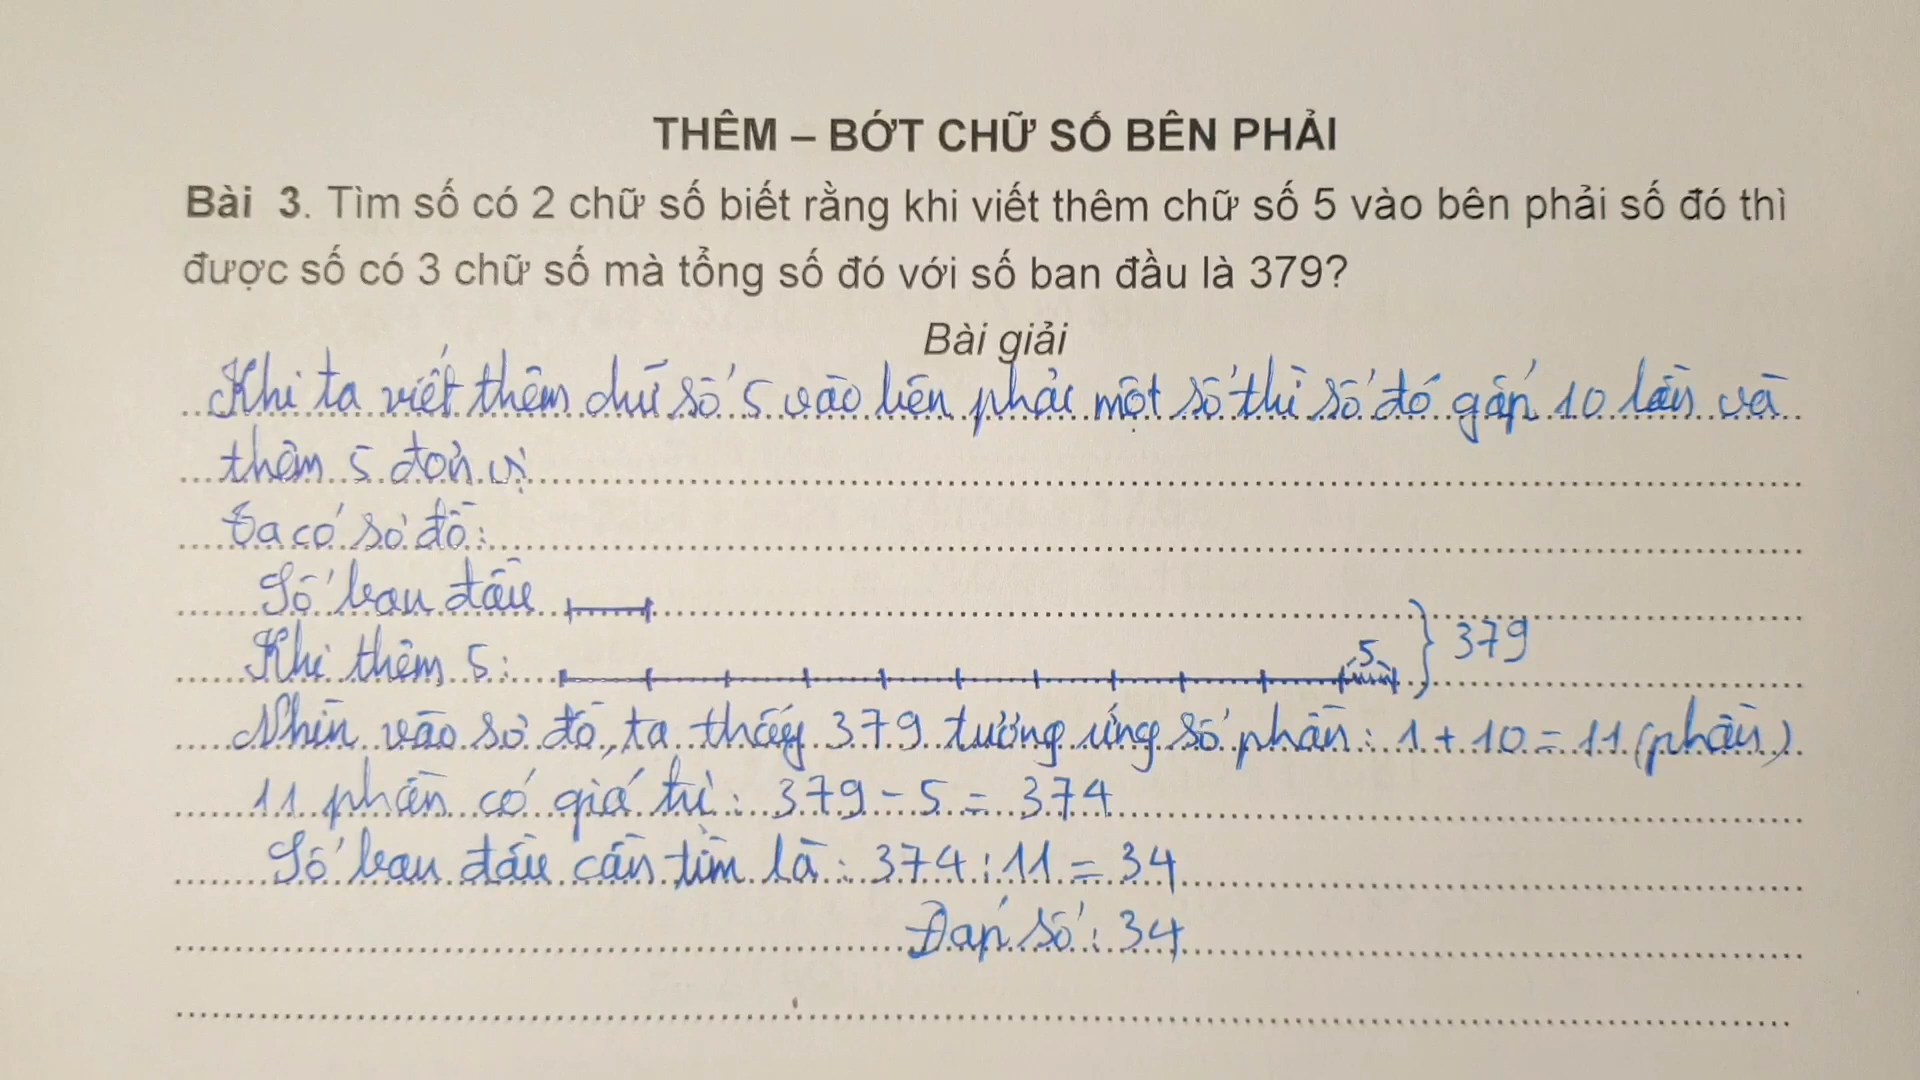 THÊM – BỚT CHỮ SỐ BÊN PHẢI
Bài 3. Tìm số có 2 chữ số biết rằng khi viết thêm chữ số 5 vào bên phải số đó thì
được số có 3 chữ số mà tổng số đó với số ban đầu là 379?
Bài giải
Khi ta viết thêm chữ số 5 vào bên phải một số thì số đó gấp 10 lần và
thêm 5 đơn vị
Ta có sơ đồ:
Số ban đầu
Khi thêm 5:
5
379
Nhìn vào sơ đồ, ta thấy 379 tương ứng số phần: 1 + 10 = 11 (phần)
11 phần có giá trị: 379 - 5 = 374
Số ban đầu cần tìm là: 374 : 11 = 34
Đáp số: 34